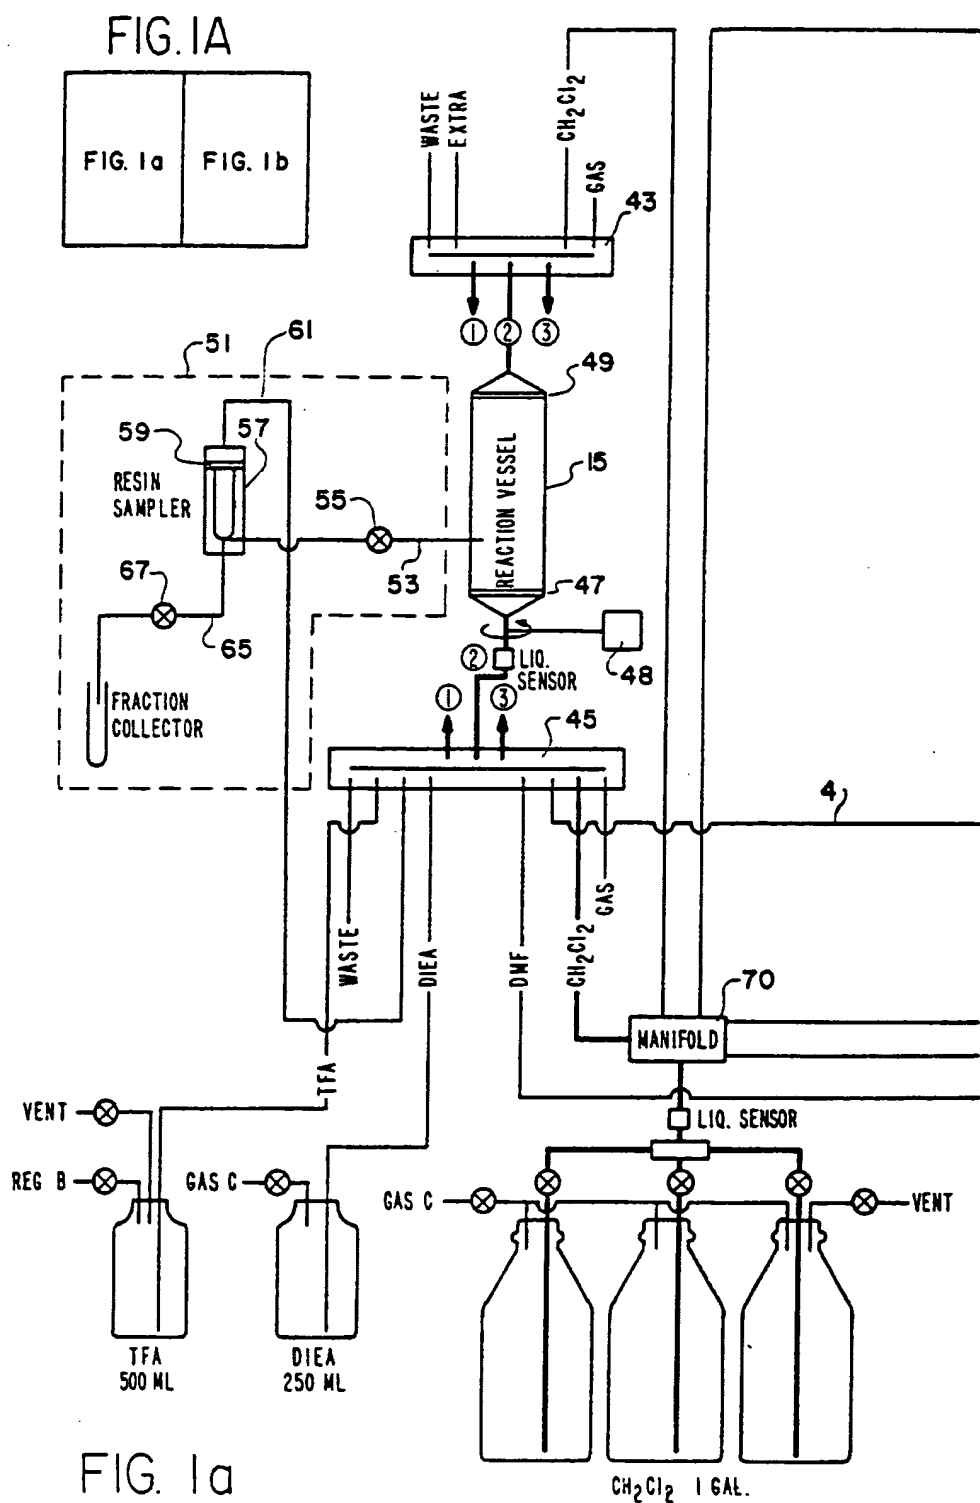 FIG. 1A
FIG. 1a
FIG. 1b
WASTE
EXTRA
CH2Cl2
GAS
43
1
2
3
51
61
49
59
57
RESIN
SAMPLER
55
15
REACTION VESSEL
53
67
65
47
48
2
LIQ.
SENSOR
1
3
FRACTION
COLLECTOR
45
4
WASTE
DIEA
DMF
CH2Cl2
GAS
70
MANIFOLD
TFA
VENT
LIQ. SENSOR
REG B
GAS C
GAS C
VENT
TFA
500 ML
DIEA
250 ML
CH2Cl2 1 GAL.
FIG. 1a